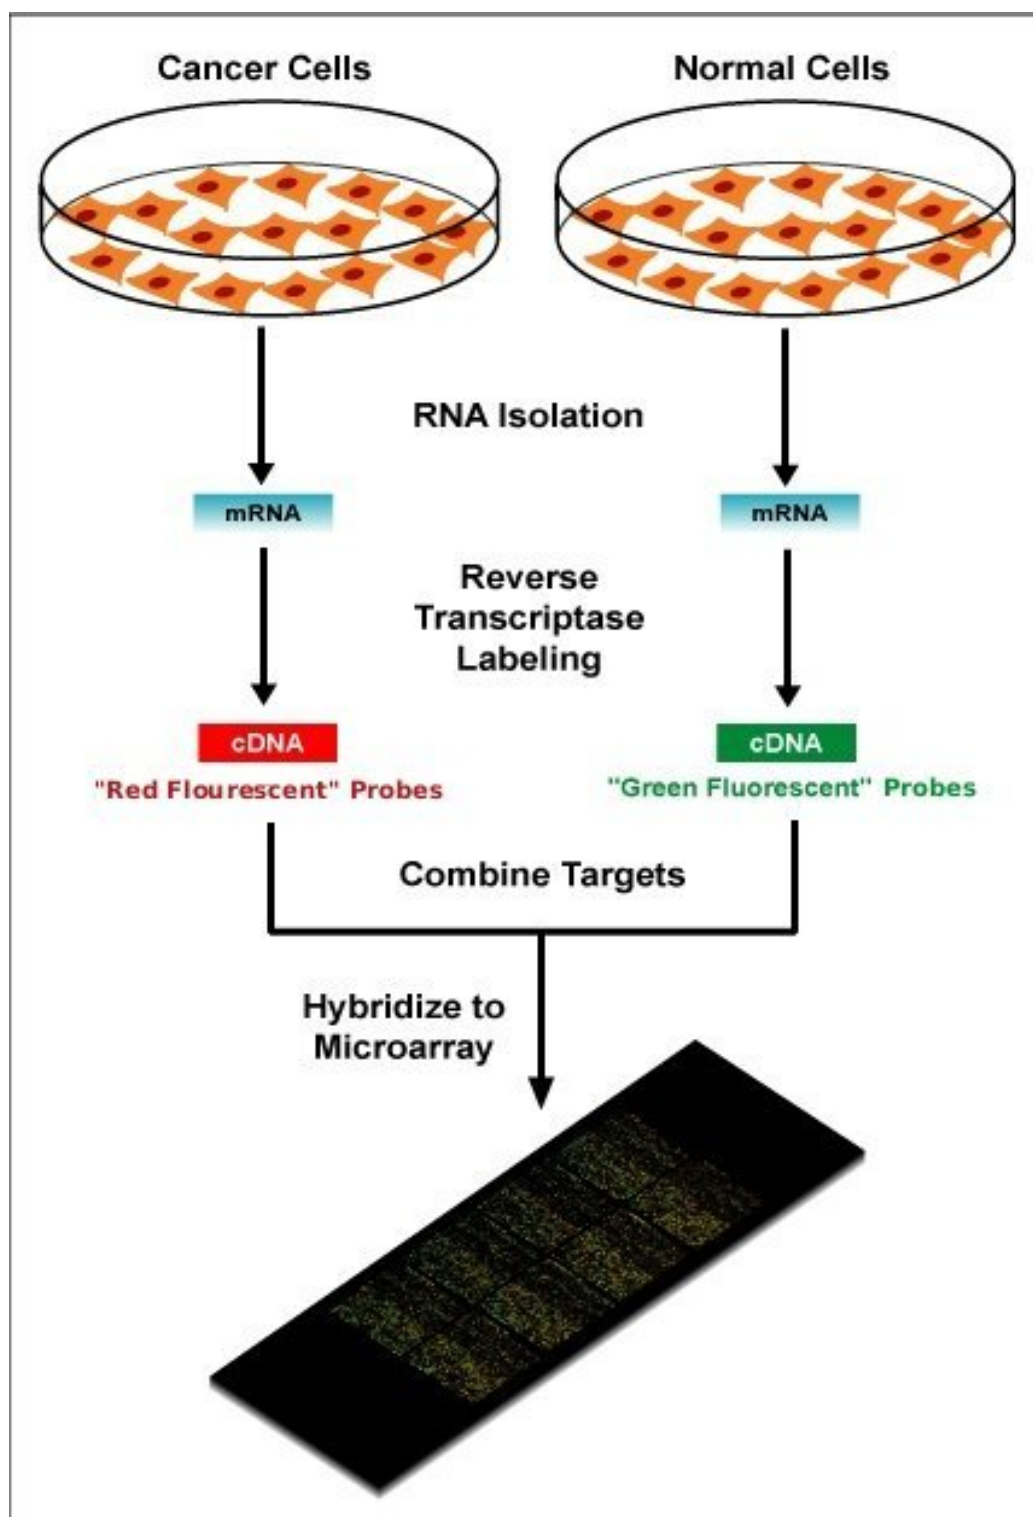 Cancer Cells
Normal Cells
RNA Isolation
mRNA
mRNA
Reverse
Transcriptase
Labeling
cDNA
cDNA
"Red Flourescent" Probes
"Green Fluorescent" Probes
Combine Targets
Hybridize to
Microarray